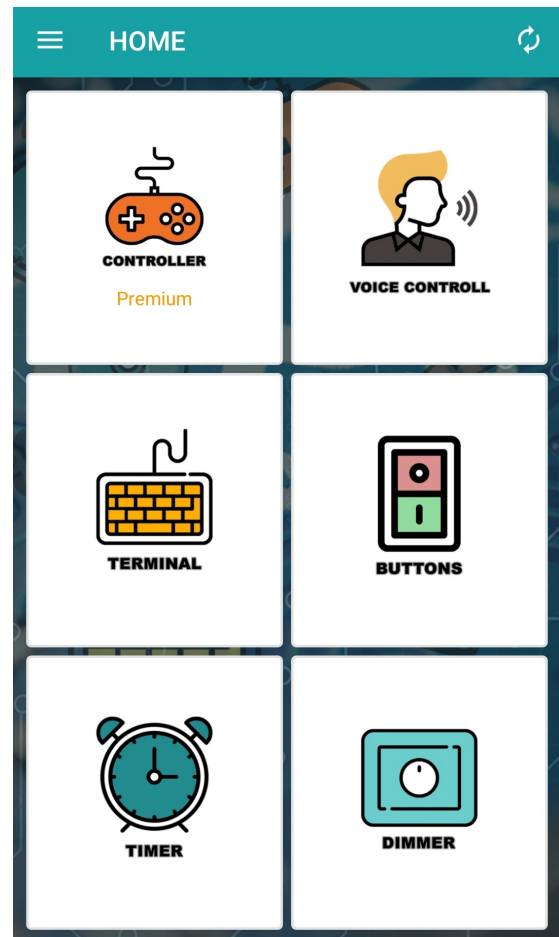 HOME
CONTROLLER
Premium
VOICE CONTROLL
TERMINAL
BUTTONS
TIMER
DIMMER